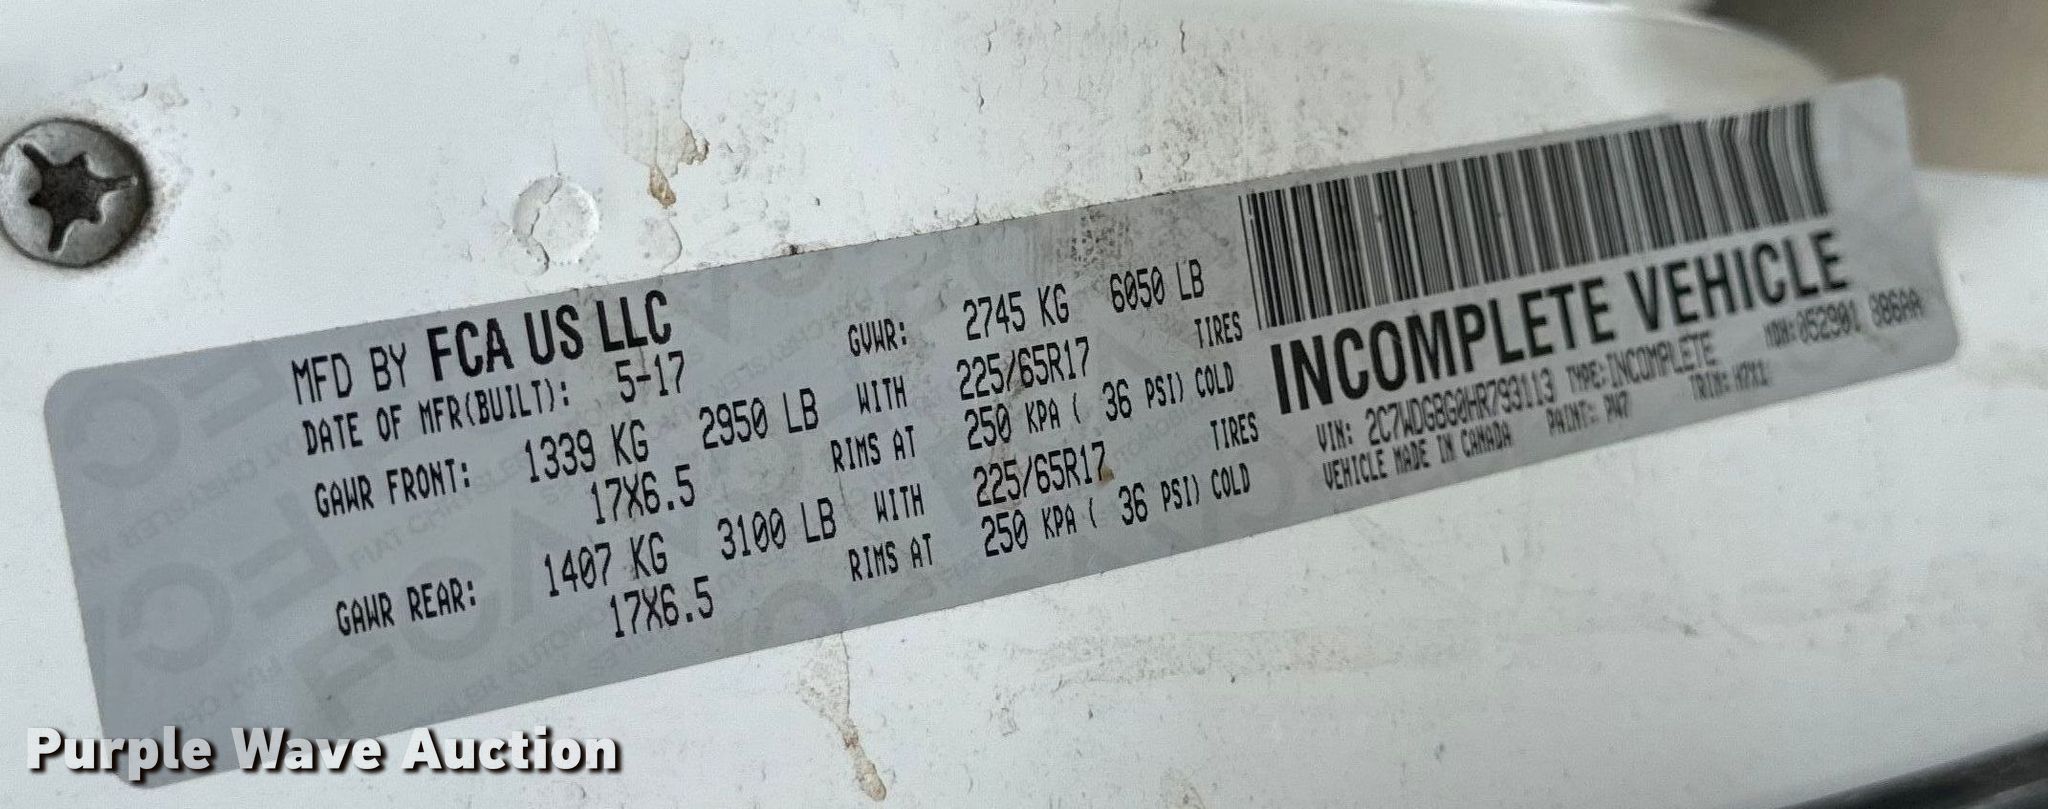 MFD BY FCA US LLC
DATE OF MFR(BUILT): 5-17
GVWR: 2745 KG 6050 LB
GAWR FRONT: 1339 KG 2950 LB WITH 225/65R17 TIRES
17X6.5 RIMS AT 250 KPA ( 36 PSI) COLD
GAWR REAR: 1407 KG 3100 LB WITH 225/65R17 TIRES
17X6.5 RIMS AT 250 KPA ( 36 PSI) COLD
INCOMPLETE VEHICLE
VIN: 2C7WDGBG0HR793113 TYPE: INCOMPLETE MDH: 052901
VEHICLE MADE IN CANADA PAINT: PW7 TRIM:
Purple Wave Auction